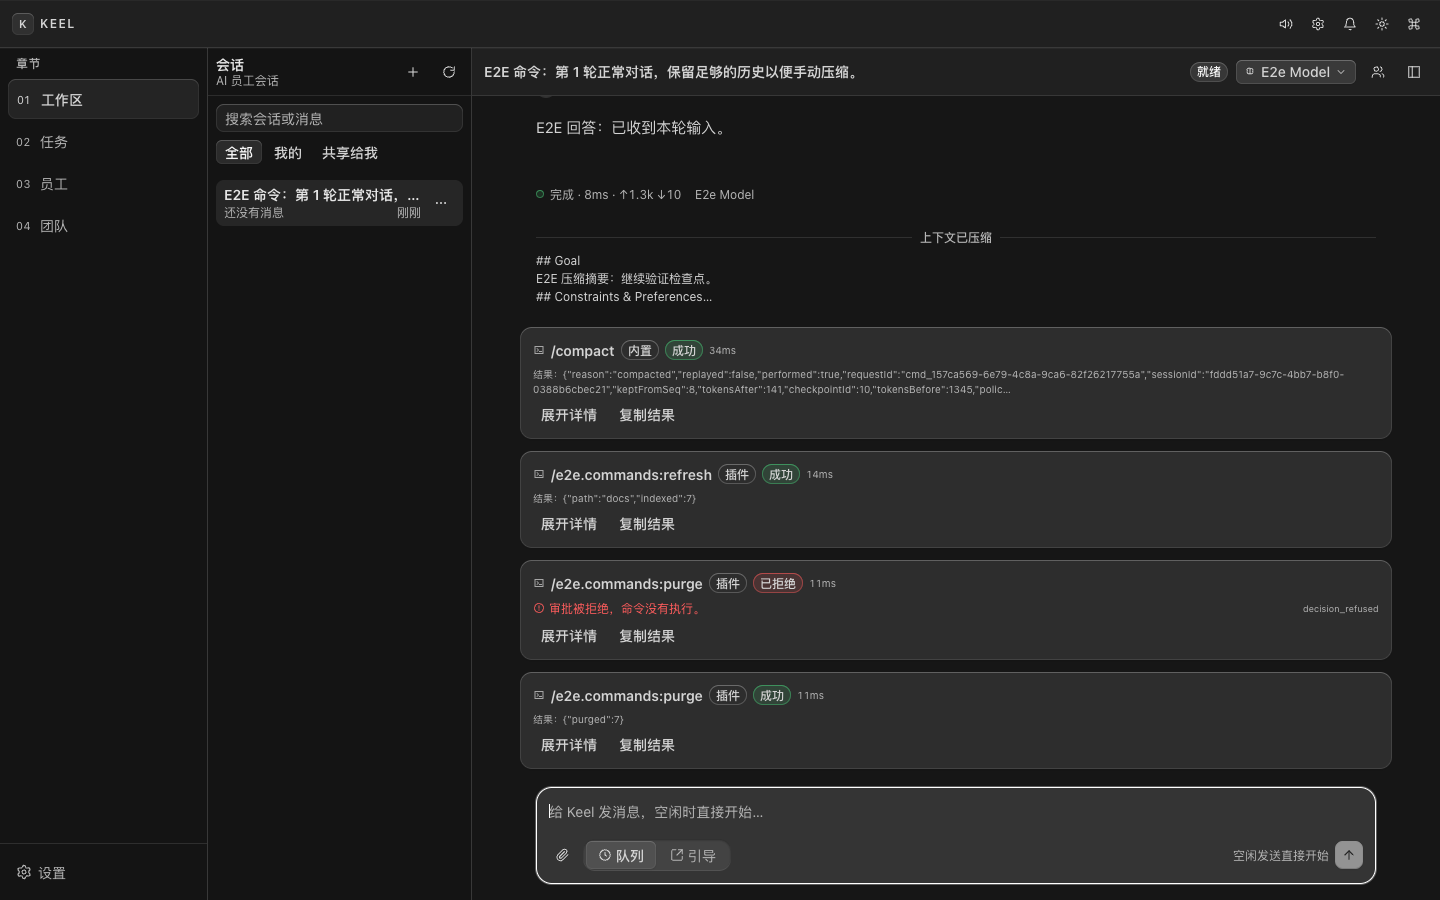 K KEEL
章节
01 工作区
02 任务
03 员工
04 团队
设置
会话
AI 员工会话
搜索会话或消息
全部 我的 共享给我
E2E 命令：第 1 轮正常对话，...
还没有消息 刚刚
E2E 命令：第 1 轮正常对话，保留足够的历史以便手动压缩。
就绪 E2e Model
E2E 回答：已收到本轮输入。
完成 · 8ms · ↑1.3k ↓10 E2e Model
上下文已压缩
## Goal
E2E 压缩摘要：继续验证检查点。
## Constraints & Preferences...
/compact 内置 成功 34ms
结果：{"reason":"compacted","replayed":false,"performed":true,"requestId":"cmd_157ca569-6e79-4c8a-9ca6-82f26217755a","sessionId":"fddd51a7-9c7c-4bb7-b8f0-
0388b6cbec21","keptFromSeq":8,"tokensAfter":141,"checkpointId":10,"tokensBefore":1345,"polic...
展开详情 复制结果
/e2e.commands:refresh 插件 成功 14ms
结果：{"path":"docs","indexed":7}
展开详情 复制结果
/e2e.commands:purge 插件 已拒绝 11ms
审批被拒绝，命令没有执行。 decision_refused
展开详情 复制结果
/e2e.commands:purge 插件 成功 11ms
结果：{"purged":7}
展开详情 复制结果
给 Keel 发消息，空闲时直接开始...
队列 引导 空闲发送直接开始